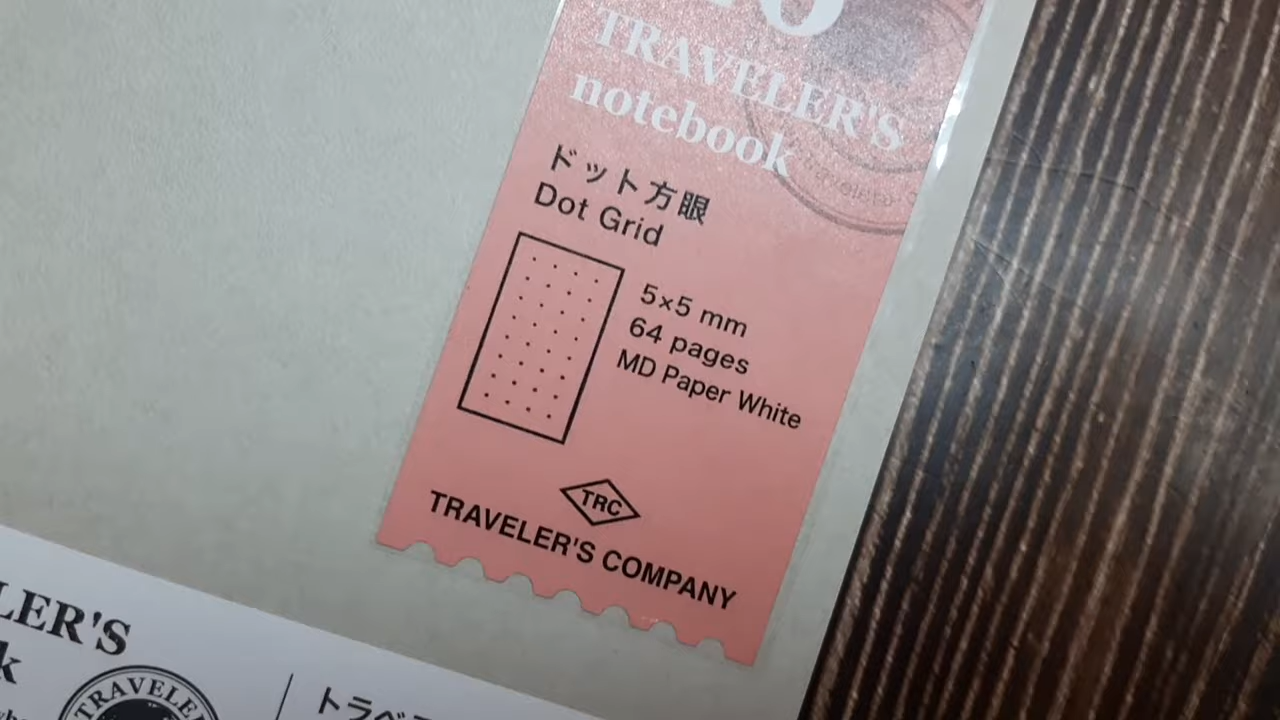 TRAVELER'S
notebook
ドット方眼
Dot Grid
5×5 mm
64 pages
MD Paper White
TRC
TRAVELER'S COMPANY
LER'S
k
TRAVELER
トラベ